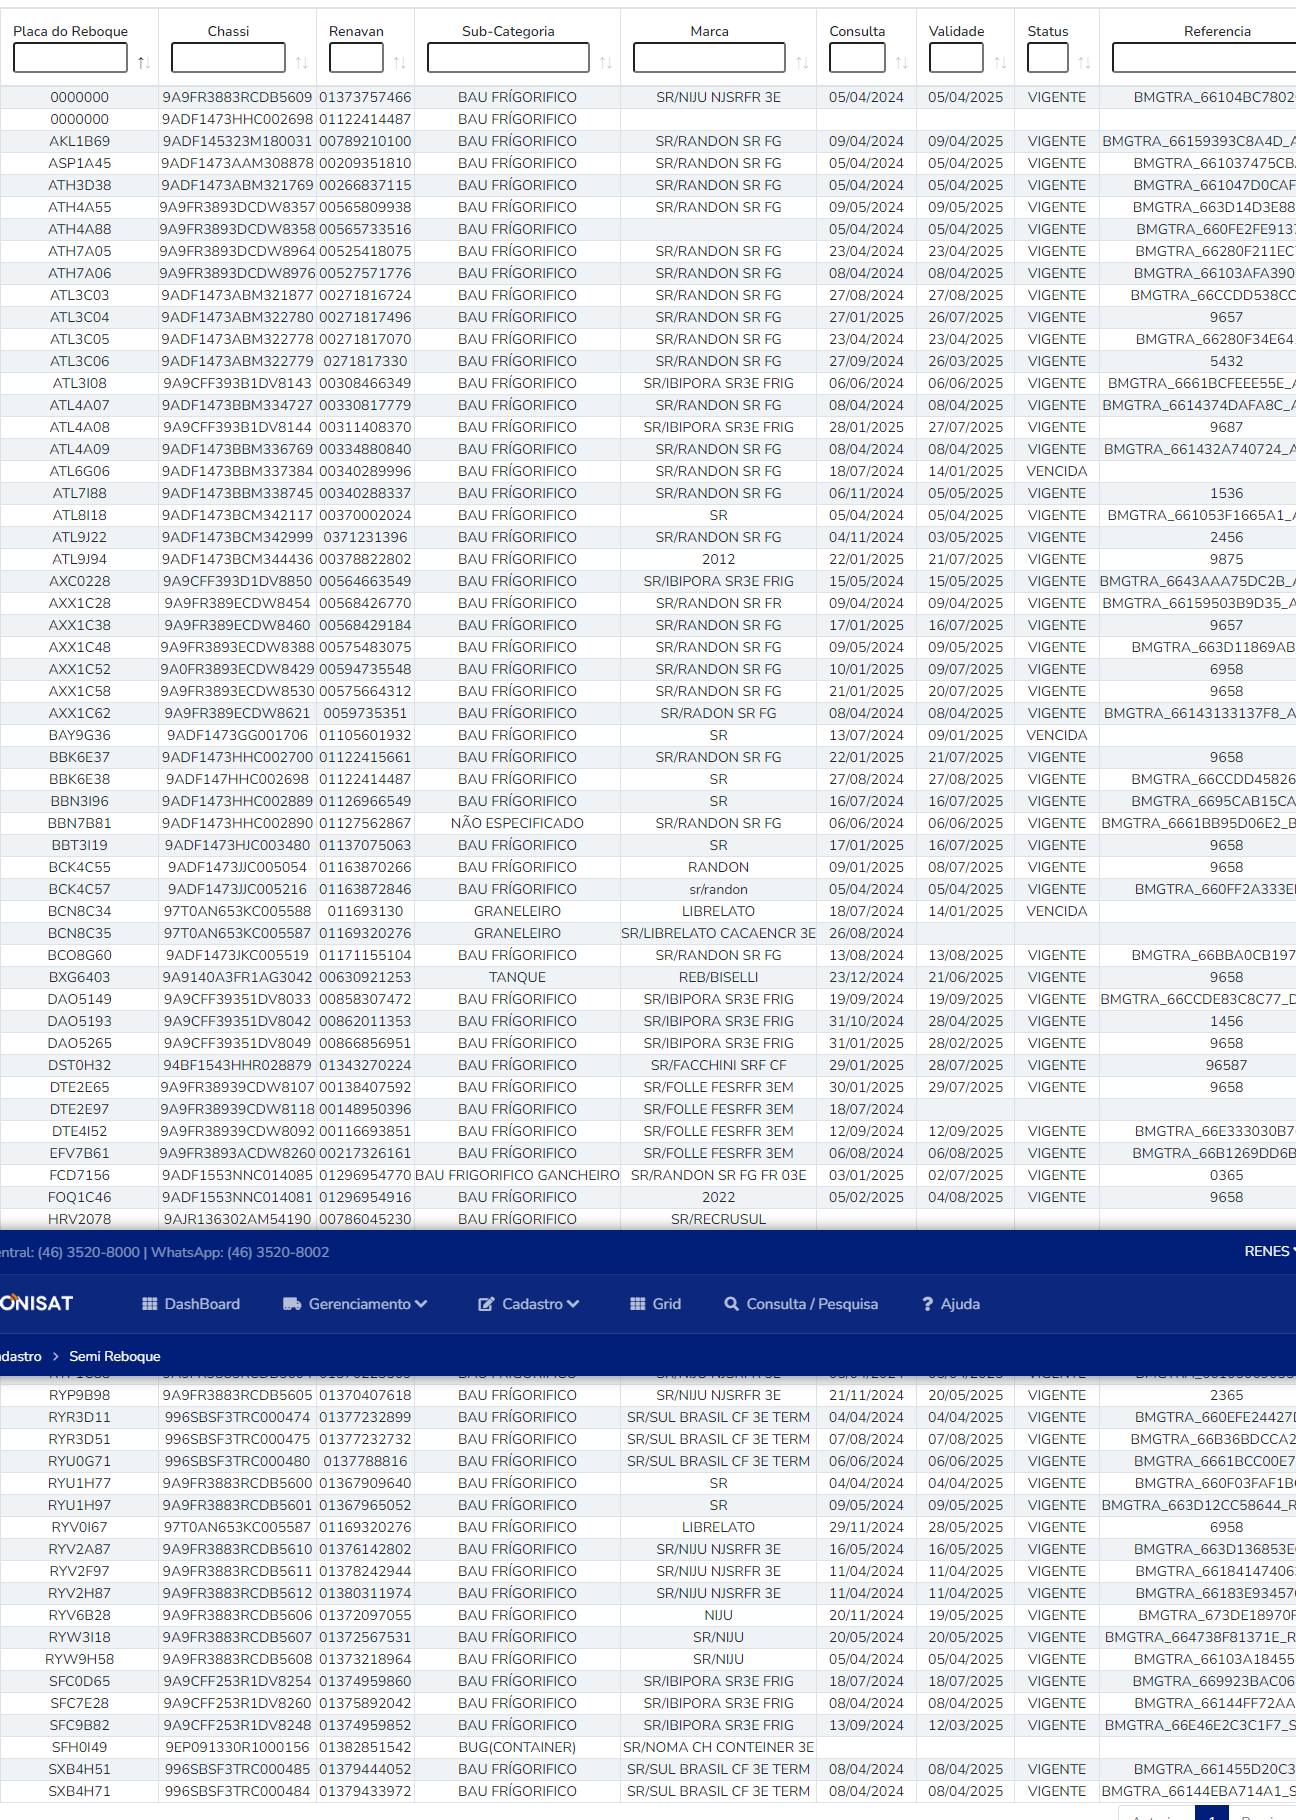 Placa do Reboque Chassi Renavan Sub-Categoria Marca Consulta Validade Status Referencia
0000000 9A9FR3883RCDB5609 01373757466 BAU FRÍGORIFICO SR/NIJU NJSRFR 3E 05/04/2024 05/04/2025 VIGENTE BMGTRA_66104BC7802
0000000 9ADF1473HHC002698 01122414487 BAU FRÍGORIFICO
AKL1B69 9ADF145323M180031 00789210100 BAU FRÍGORIFICO SR/RANDON SR FG 09/04/2024 09/04/2025 VIGENTE BMGTRA_66159393C8A4D_A
ASP1A45 9ADF1473AAM308878 00209351810 BAU FRÍGORIFICO SR/RANDON SR FG 05/04/2024 05/04/2025 VIGENTE BMGTRA_661037475CB
ATH3D38 9ADF1473ABM321769 00266837115 BAU FRÍGORIFICO SR/RANDON SR FG 05/04/2024 05/04/2025 VIGENTE BMGTRA_661047D0CAF
ATH4A55 9A9FR3893DCDW8357 00565809938 BAU FRÍGORIFICO SR/RANDON SR FG 09/05/2024 09/05/2025 VIGENTE BMGTRA_663D14D3E88
ATH4A88 9A9FR3893DCDW8358 00565733516 BAU FRÍGORIFICO 05/04/2024 05/04/2025 VIGENTE BMGTRA_660FE2FE913
ATH7A05 9A9FR3893DCDW8964 00525418075 BAU FRÍGORIFICO SR/RANDON SR FG 23/04/2024 23/04/2025 VIGENTE BMGTRA_66280F211EC
ATH7A06 9A9FR3893DCDW8976 00527571776 BAU FRÍGORIFICO SR/RANDON SR FG 08/04/2024 08/04/2025 VIGENTE BMGTRA_66103AFA390
ATL3C03 9ADF1473ABM321877 00271816724 BAU FRÍGORIFICO SR/RANDON SR FG 27/08/2024 27/08/2025 VIGENTE BMGTRA_66CCDD538CC
ATL3C04 9ADF1473ABM322780 00271817496 BAU FRÍGORIFICO SR/RANDON SR FG 27/01/2025 26/07/2025 VIGENTE 9657
ATL3C05 9ADF1473ABM322778 00271817070 BAU FRÍGORIFICO SR/RANDON SR FG 23/04/2024 23/04/2025 VIGENTE BMGTRA_66280F34E64
ATL3C06 9ADF1473ABM322779 0271817330 BAU FRÍGORIFICO SR/RANDON SR FG 27/09/2024 26/03/2025 VIGENTE 5432
ATL3I08 9A9CFF393B1DV8143 00308466349 BAU FRÍGORIFICO SR/IBIPORA SR3E FRIG 06/06/2024 06/06/2025 VIGENTE BMGTRA_6661BCFEEE55E_A
ATL4A07 9ADF1473BBM334727 00330817779 BAU FRÍGORIFICO SR/RANDON SR FG 08/04/2024 08/04/2025 VIGENTE BMGTRA_6614374DAFA8C_A
ATL4A08 9A9CFF393B1DV8144 00311408370 BAU FRÍGORIFICO SR/IBIPORA SR3E FRIG 28/01/2025 27/07/2025 VIGENTE 9687
ATL4A09 9ADF1473BBM336769 00334880840 BAU FRÍGORIFICO SR/RANDON SR FG 08/04/2024 08/04/2025 VIGENTE BMGTRA_661432A740724_A
ATL6G06 9ADF1473BBM337384 00340289996 BAU FRÍGORIFICO SR/RANDON SR FG 18/07/2024 14/01/2025 VENCIDA
ATL7I88 9ADF1473BBM338745 00340288337 BAU FRÍGORIFICO SR/RANDON SR FG 06/11/2024 05/05/2025 VIGENTE 1536
ATL8I18 9ADF1473BCM342117 00370002024 BAU FRÍGORIFICO SR 05/04/2024 05/04/2025 VIGENTE BMGTRA_661053F1665A1_A
ATL9J22 9ADF1473BCM342999 0371231396 BAU FRÍGORIFICO SR/RANDON SR FG 04/11/2024 03/05/2025 VIGENTE 2456
ATL9J94 9ADF1473BCM344436 00378822802 BAU FRÍGORIFICO 2012 22/01/2025 21/07/2025 VIGENTE 9875
AXC0228 9A9CFF393D1DV8850 00564663549 BAU FRÍGORIFICO SR/IBIPORA SR3E FRIG 15/05/2024 15/05/2025 VIGENTE BMGTRA_6643AAA75DC2B_A
AXX1C28 9A9FR389ECDW8454 00568426770 BAU FRÍGORIFICO SR/RANDON SR FR 09/04/2024 09/04/2025 VIGENTE BMGTRA_66159503B9D35_A
AXX1C38 9A9FR389ECDW8460 00568429184 BAU FRÍGORIFICO SR/RANDON SR FG 17/01/2025 16/07/2025 VIGENTE 9657
AXX1C48 9A9FR3893ECDW8388 00575483075 BAU FRÍGORIFICO SR/RANDON SR FG 09/05/2024 09/05/2025 VIGENTE BMGTRA_663D11869AB
AXX1C52 9A0FR3893ECDW8429 00594735548 BAU FRÍGORIFICO SR/RANDON SR FG 10/01/2025 09/07/2025 VIGENTE 6958
AXX1C58 9A9FR3893ECDW8530 00575664312 BAU FRÍGORIFICO SR/RANDON SR FG 21/01/2025 20/07/2025 VIGENTE 9658
AXX1C62 9A9FR389ECDW8621 0059735351 BAU FRÍGORIFICO SR/RADON SR FG 08/04/2024 08/04/2025 VIGENTE BMGTRA_66143133137F8_A
BAY9G36 9ADF1473GG001706 01105601932 BAU FRÍGORIFICO SR 13/07/2024 09/01/2025 VENCIDA
BBK6E37 9ADF1473HHC002700 01122415661 BAU FRÍGORIFICO SR/RANDON SR FG 22/01/2025 21/07/2025 VIGENTE 9658
BBK6E38 9ADF147HHC002698 01122414487 BAU FRÍGORIFICO SR 27/08/2024 27/08/2025 VIGENTE BMGTRA_66CCDD45826
BBN3I96 9ADF1473HHC002889 01126966549 BAU FRÍGORIFICO SR 16/07/2024 16/07/2025 VIGENTE BMGTRA_6695CAB15CA
BBN7B81 9ADF1473HHC002890 01127562867 NÃO ESPECIFICADO SR/RANDON SR FG 06/06/2024 06/06/2025 VIGENTE BMGTRA_6661BB95D06E2_B
BBT3I19 9ADF1473HJC003480 01137075063 BAU FRÍGORIFICO SR 17/01/2025 16/07/2025 VIGENTE 9658
BCK4C55 9ADF1473JJC005054 01163870266 BAU FRÍGORIFICO RANDON 09/01/2025 08/07/2025 VIGENTE 9658
BCK4C57 9ADF1473JJC005216 01163872846 BAU FRÍGORIFICO sr/randon 05/04/2024 05/04/2025 VIGENTE BMGTRA_660FF2A333E
BCN8C34 97T0AN653KC005588 011693130 GRANELEIRO LIBRELATO 18/07/2024 14/01/2025 VENCIDA
BCN8C35 97T0AN653KC005587 01169320276 GRANELEIRO SR/LIBRELATO CACAENCR 3E 26/08/2024
BCO8G60 9ADF1473JKC005519 01171155104 BAU FRÍGORIFICO SR/RANDON SR FG 13/08/2024 13/08/2025 VIGENTE BMGTRA_66BBA0CB197
BXG6403 9A9140A3FR1AG3042 00630921253 TANQUE REB/BISELLI 23/12/2024 21/06/2025 VIGENTE 9658
DAO5149 9A9CFF39351DV8033 00858307472 BAU FRÍGORIFICO SR/IBIPORA SR3E FRIG 19/09/2024 19/09/2025 VIGENTE BMGTRA_66CCDE83C8C77_D
DAO5193 9A9CFF39351DV8042 00862011353 BAU FRÍGORIFICO SR/IBIPORA SR3E FRIG 31/10/2024 28/04/2025 VIGENTE 1456
DAO5265 9A9CFF39351DV8049 00866856951 BAU FRÍGORIFICO SR/IBIPORA SR3E FRIG 31/01/2025 28/02/2025 VIGENTE 9658
DST0H32 94BF1543HHR028879 01343270224 BAU FRÍGORIFICO SR/FACCHINI SRF CF 29/01/2025 28/07/2025 VIGENTE 96587
DTE2E65 9A9FR38939CDW8107 00138407592 BAU FRÍGORIFICO SR/FOLLE FESRFR 3EM 30/01/2025 29/07/2025 VIGENTE 9658
DTE2E97 9A9FR38939CDW8118 00148950396 BAU FRÍGORIFICO SR/FOLLE FESRFR 3EM 18/07/2024
DTE4I52 9A9FR38939CDW8092 00116693851 BAU FRÍGORIFICO SR/FOLLE FESRFR 3EM 12/09/2024 12/09/2025 VIGENTE BMGTRA_66E333030B7
EFV7B61 9A9FR3893ACDW8260 00217326161 BAU FRÍGORIFICO SR/FOLLE FESRFR 3EM 06/08/2024 06/08/2025 VIGENTE BMGTRA_66B1269DD6B
FCD7156 9ADF1553NNC014085 01296954770 BAU FRIGORIFICO GANCHEIRO SR/RANDON SR FG FR 03E 03/01/2025 02/07/2025 VIGENTE 0365
FOQ1C46 9ADF1553NNC014081 01296954916 BAU FRÍGORIFICO 2022 05/02/2025 04/08/2025 VIGENTE 9658
HRV2078 9AJR136302AM54190 00786045230 BAU FRÍGORIFICO SR/RECRUSUL
entral: (46) 3520-8000 | WhatsApp: (46) 3520-8002 RENES
ONISAT DashBoard Gerenciamento Cadastro Grid Consulta / Pesquisa Ajuda
adastro > Semi Reboque
RYP9B98 9A9FR3883RCDB5605 01370407618 BAU FRÍGORIFICO SR/NIJU NJSRFR 3E 21/11/2024 20/05/2025 VIGENTE 2365
RYR3D11 996SBSF3TRC000474 01377232899 BAU FRÍGORIFICO SR/SUL BRASIL CF 3E TERM 04/04/2024 04/04/2025 VIGENTE BMGTRA_660EFE24427
RYR3D51 996SBSF3TRC000475 01377232732 BAU FRÍGORIFICO SR/SUL BRASIL CF 3E TERM 07/08/2024 07/08/2025 VIGENTE BMGTRA_66B36BDCCA2
RYU0G71 996SBSF3TRC000480 0137788816 BAU FRÍGORIFICO SR/SUL BRASIL CF 3E TERM 06/06/2024 06/06/2025 VIGENTE BMGTRA_6661BCC00E7
RYU1H77 9A9FR3883RCDB5600 01367909640 BAU FRÍGORIFICO SR 04/04/2024 04/04/2025 VIGENTE BMGTRA_660F03FAF1B
RYU1H97 9A9FR3883RCDB5601 01367965052 BAU FRÍGORIFICO SR 09/05/2024 09/05/2025 VIGENTE BMGTRA_663D12CC58644_R
RYV0I67 97T0AN653KC005587 01169320276 BAU FRÍGORIFICO LIBRELATO 29/11/2024 28/05/2025 VIGENTE 6958
RYV2A87 9A9FR3883RCDB5610 01376142802 BAU FRÍGORIFICO SR/NIJU NJSRFR 3E 16/05/2024 16/05/2025 VIGENTE BMGTRA_663D136853E
RYV2F97 9A9FR3883RCDB5611 01378242944 BAU FRÍGORIFICO SR/NIJU NJSRFR 3E 11/04/2024 11/04/2025 VIGENTE BMGTRA_66184147406
RYV2H87 9A9FR3883RCDB5612 01380311974 BAU FRÍGORIFICO SR/NIJU NJSRFR 3E 11/04/2024 11/04/2025 VIGENTE BMGTRA_66183E93457
RYV6B28 9A9FR3883RCDB5606 01372097055 BAU FRÍGORIFICO NIJU 20/11/2024 19/05/2025 VIGENTE BMGTRA_673DE18970F
RYW3I18 9A9FR3883RCDB5607 01372567531 BAU FRÍGORIFICO SR/NIJU 20/05/2024 20/05/2025 VIGENTE BMGTRA_664738F81371E_R
RYW9H58 9A9FR3883RCDB5608 01373218964 BAU FRÍGORIFICO SR/NIJU 05/04/2024 05/04/2025 VIGENTE BMGTRA_66103A18455
SFC0D65 9A9CFF253R1DV8254 01374959860 BAU FRÍGORIFICO SR/IBIPORA SR3E FRIG 18/07/2024 18/07/2025 VIGENTE BMGTRA_669923BAC06
SFC7E28 9A9CFF253R1DV8260 01375892042 BAU FRÍGORIFICO SR/IBIPORA SR3E FRIG 08/04/2024 08/04/2025 VIGENTE BMGTRA_66144FF72AA
SFC9B82 9A9CFF253R1DV8248 01374959852 BAU FRÍGORIFICO SR/IBIPORA SR3E FRIG 13/09/2024 12/03/2025 VIGENTE BMGTRA_66E46E2C3C1F7_S
SFH0I49 9EP091330R1000156 01382851542 BUG(CONTAINER) SR/NOMA CH CONTEINER 3E
SXB4H51 996SBSF3TRC000485 01379444052 BAU FRÍGORIFICO SR/SUL BRASIL CF 3E TERM 08/04/2024 08/04/2025 VIGENTE BMGTRA_661455D20C3
SXB4H71 996SBSF3TRC000484 01379433972 BAU FRÍGORIFICO SR/SUL BRASIL CF 3E TERM 08/04/2024 08/04/2025 VIGENTE BMGTRA_66144EBA714A1_S